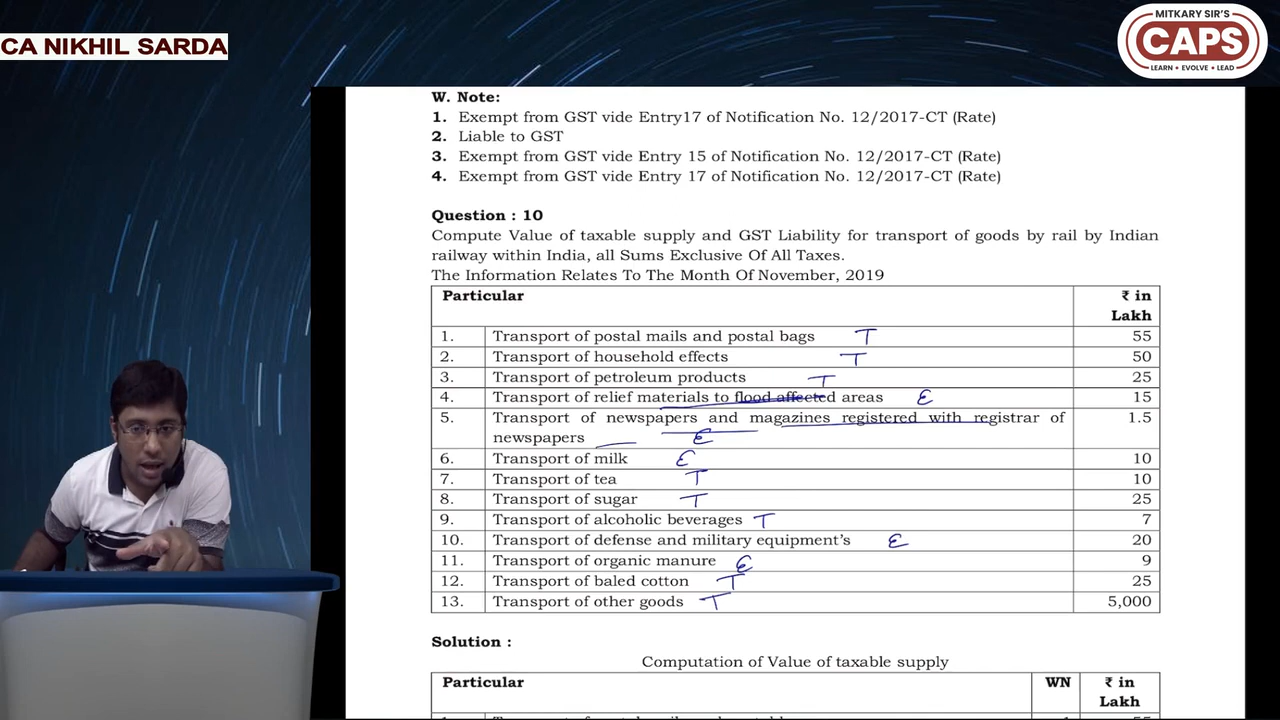 CA NIKHIL SARDA
MITKARY SIR'S
CAPS
LEARN • EVOLVE • LEAD
W. Note:
1. Exempt from GST vide Entry17 of Notification No. 12/2017-CT (Rate)
2. Liable to GST
3. Exempt from GST vide Entry 15 of Notification No. 12/2017-CT (Rate)
4. Exempt from GST vide Entry 17 of Notification No. 12/2017-CT (Rate)
Question : 10
Compute Value of taxable supply and GST Liability for transport of goods by rail by Indian
railway within India, all Sums Exclusive Of All Taxes.
The Information Relates To The Month Of November, 2019
Particular ₹ in
Lakh
1. Transport of postal mails and postal bags T 55
2. Transport of household effects T 50
3. Transport of petroleum products T 25
4. Transport of relief materials to flood affected areas E 15
5. Transport of newspapers and magazines registered with registrar of 1.5
newspapers E
6. Transport of milk E 10
7. Transport of tea T 10
8. Transport of sugar T 25
9. Transport of alcoholic beverages T 7
10. Transport of defense and military equipment's E 20
11. Transport of organic manure E 9
12. Transport of baled cotton T 25
13. Transport of other goods T 5,000
Solution :
Computation of Value of taxable supply
Particular WN ₹ in
Lakh